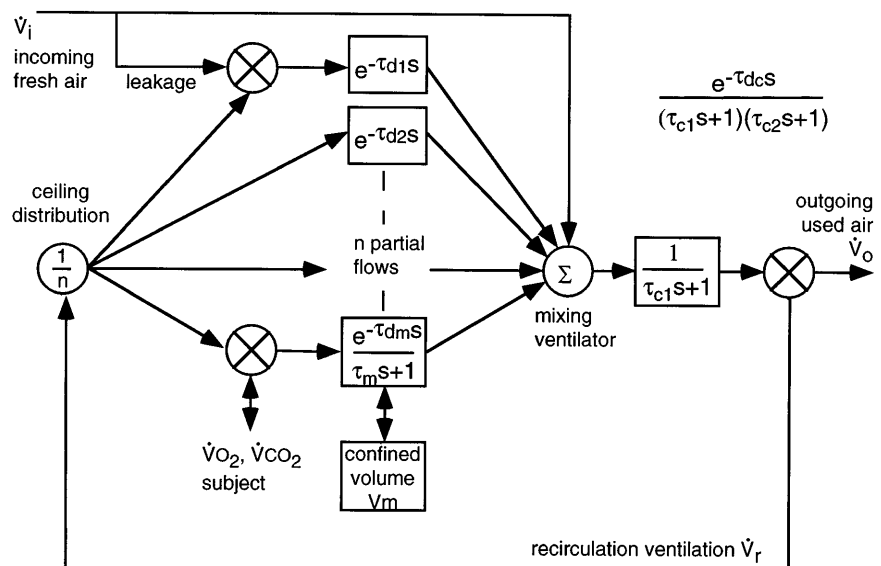 V̇i
incoming
fresh air
leakage
e-τd1s
e-τd2s
e-τdcs
(τc1s+1)(τc2s+1)
ceiling
distribution
1
n
n partial
flows
Σ
mixing
ventilator
1
τc1s+1
outgoing
used air
V̇o
e-τdms
τms+1
V̇O2, V̇CO2
subject
confined
volume
Vm
recirculation ventilation V̇r